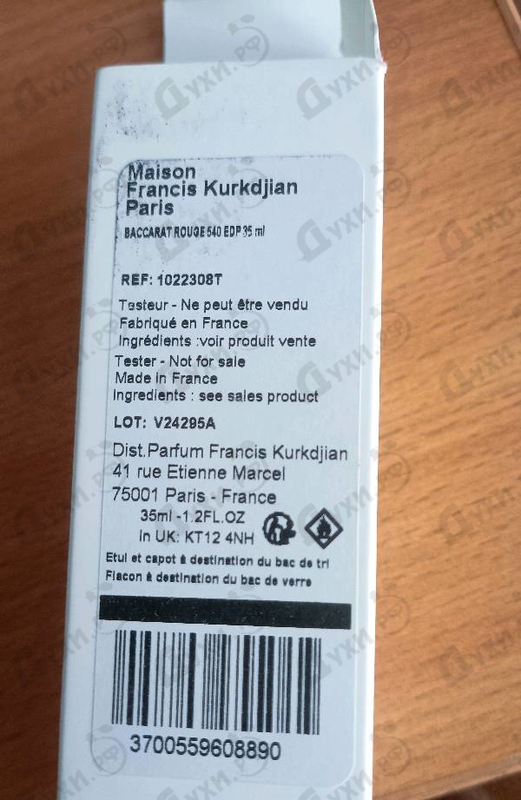 Maison
Francis Kurkdjian
Paris
BACCARAT ROUGE 540 EDP 35 ml
REF: 1022308T
Testeur - Ne peut être vendu
Fabriqué en France
Ingrédients :voir produit vente
Tester - Not for sale
Made in France
Ingredients : see sales product
LOT: V24295A
Dist.Parfum Francis Kurkdjian
41 rue Etienne Marcel
75001 Paris - France
35ml -1.2FL.OZ
In UK: KT12 4NH
Etui et capot à destination du bac de tri
Flacon à destination du bac de verre
3700559608890
Духи.РФ